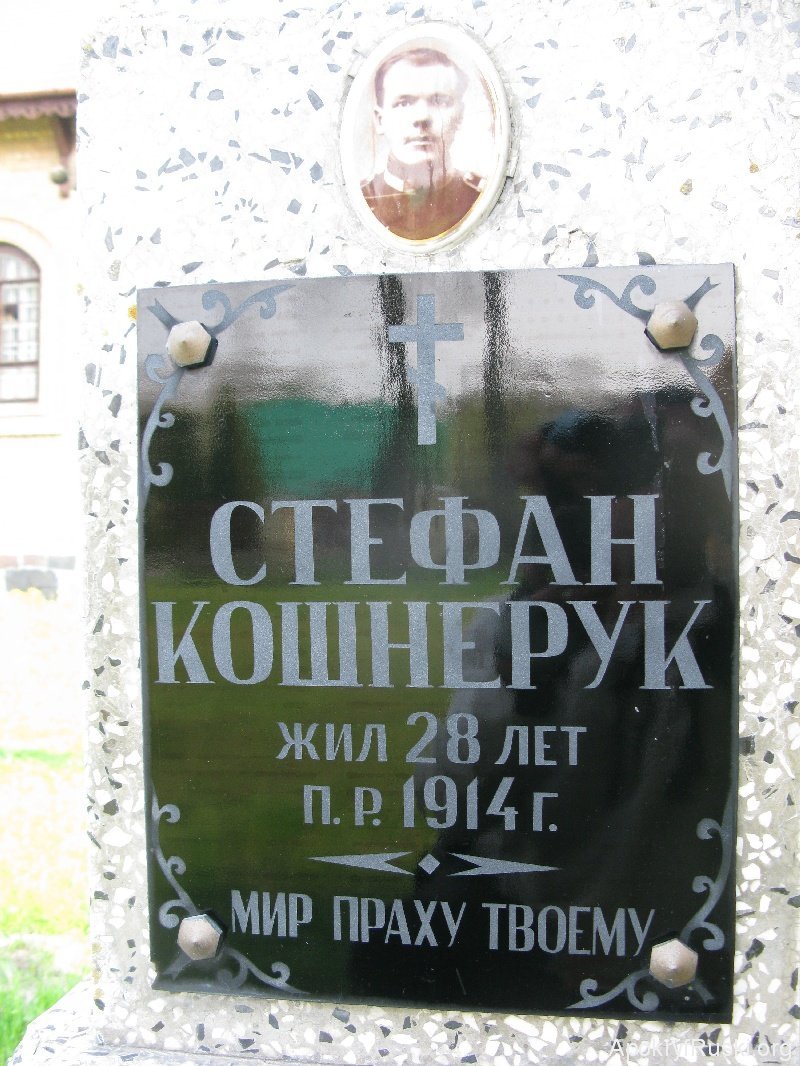 СТЕФАН
КОШНЕРУК
ЖИЛ 28 ЛЕТ
П. Р. 1914 Г.
МИР ПРАХУ ТВОЕМУ